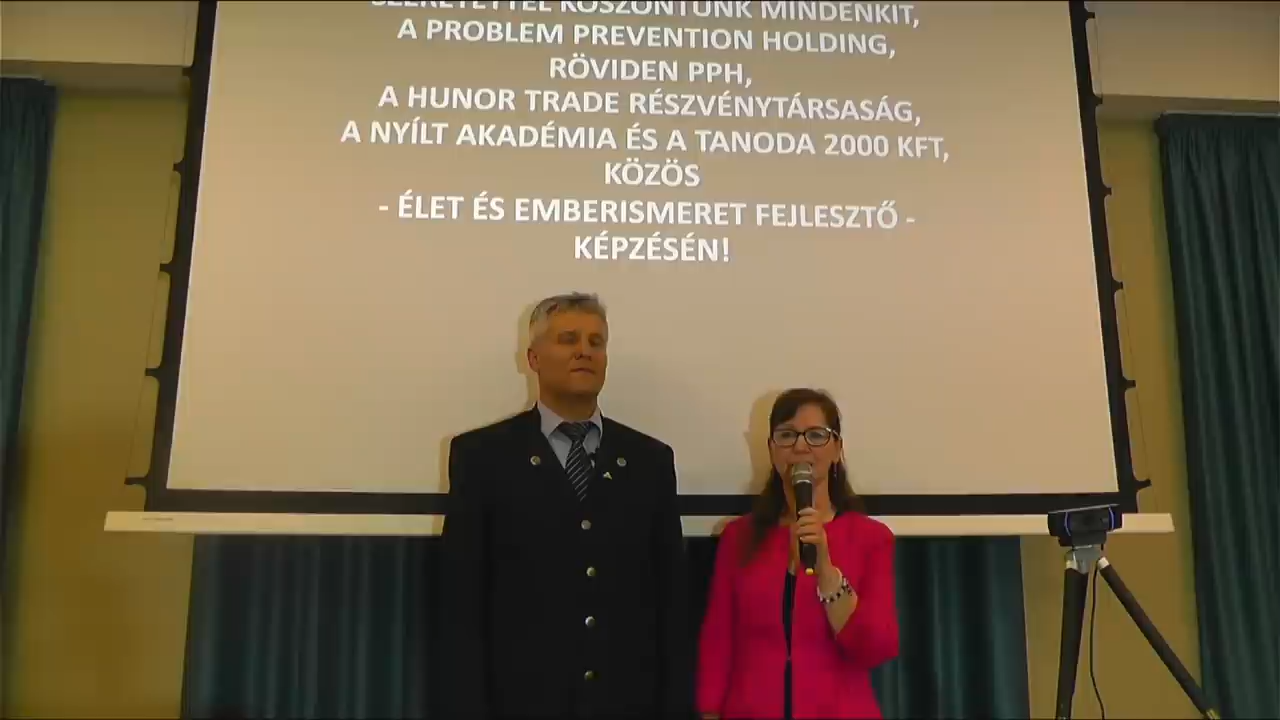 SZERETETTEL KÖSZÖNTÜNK MINDENKIT,
A PROBLEM PREVENTION HOLDING,
RÖVIDEN PPH,
A HUNOR TRADE RÉSZVÉNYTÁRSASÁG,
A NYÍLT AKADÉMIA ÉS A TANODA 2000 KFT,
KÖZÖS
- ÉLET ÉS EMBERISMERET FEJLESZTŐ -
KÉPZÉSÉN!